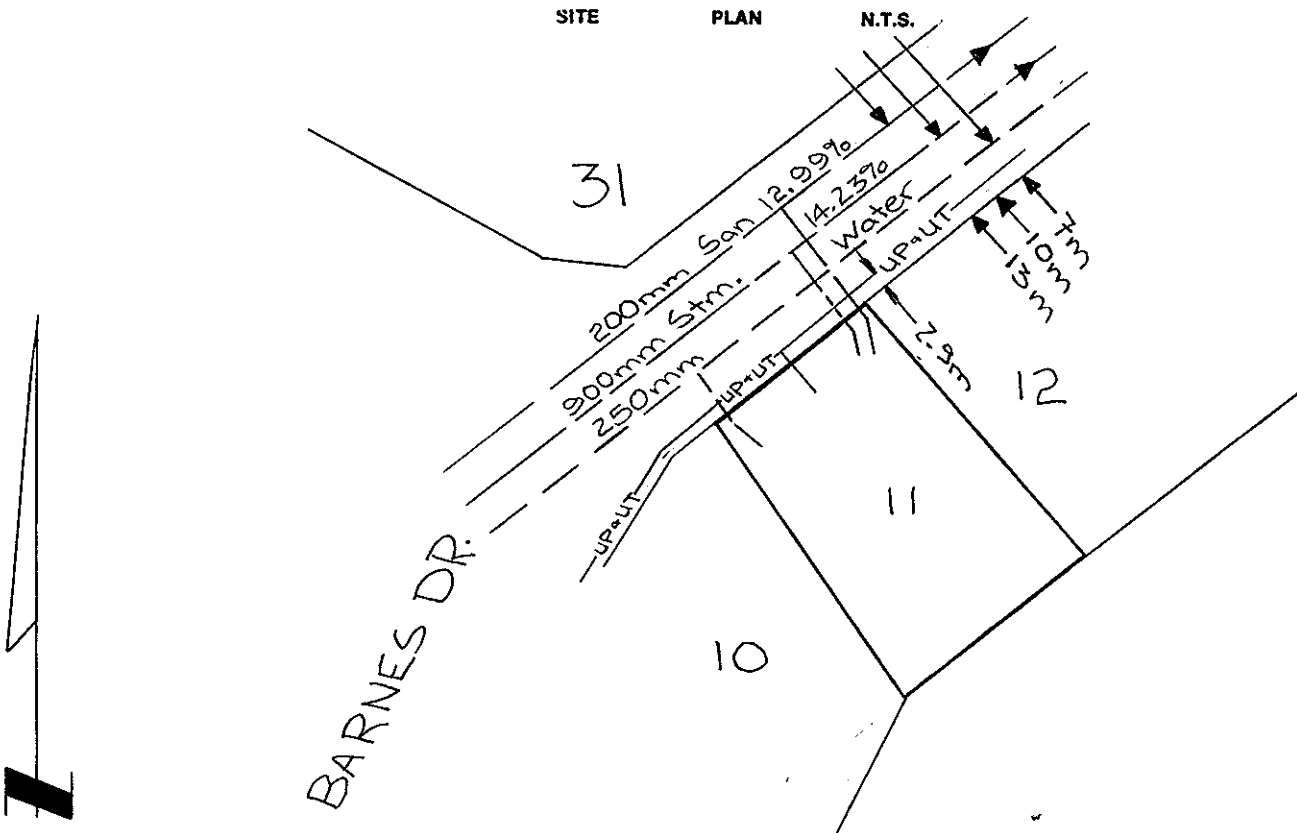 SITE PLAN N.T.S.
31
200mm San 12.99%
900mm Stm. 14.23%
250mm Water
UP+UT
UP+UT
UP+UT
7m
10m
13m
2.9m
12
11
10
BARNES DR.